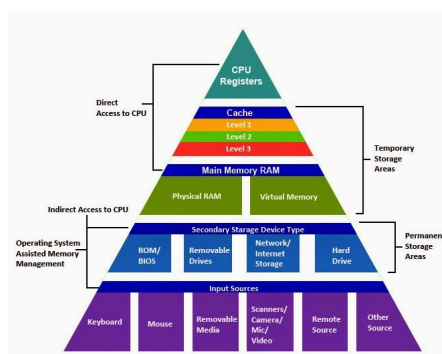 CPU
Registers
Direct
Access to CPU
Cache
Level 1
Level 2
Level 3
Temporary
Storage
Areas
Main Memory RAM
Physical RAM
Virtual Memory
Indirect Access to CPU
Secondary Storage Device Type
Operating System
Assisted Memory
Management
ROM/
BIOS
Removable
Drives
Network/
Internet
Storage
Hard
Drive
Permanen
Storage
Areas
Input Sources
Keyboard
Mouse
Removable
Media
Scanners/
Camera/
Mic/
Video
Remote
Source
Other
Source